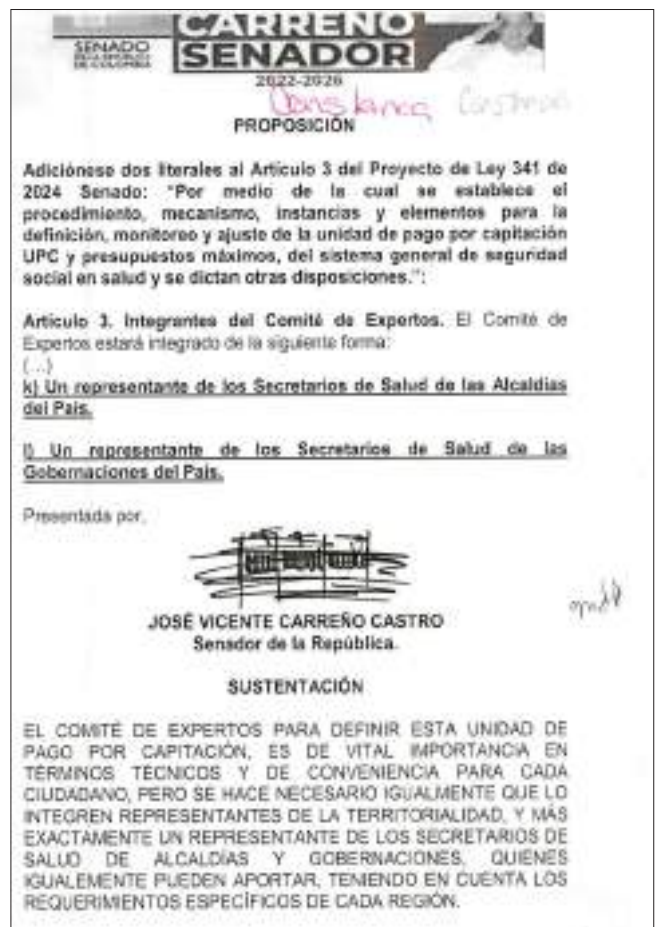 SENADO
DE LA REPÚBLICA
DE COLOMBIA
CARREÑO
SENADOR
2022-2026
Constancia
PROPOSICIÓN
Adiciónese dos literales al Artículo 3 del Proyecto de Ley 341 de
2024 Senado: "Por medio de la cual se establece el
procedimiento, mecanismo, instancias y elementos para la
definición, monitoreo y ajuste de la unidad de pago por capitación
UPC y presupuestos máximos, del sistema general de seguridad
social en salud y se dictan otras disposiciones.":
Artículo 3. Integrantes del Comité de Expertos. El Comité de
Expertos estará integrado de la siguiente forma:
(...)
k) Un representante de los Secretarios de Salud de las Alcaldías
del País.
l) Un representante de los Secretarios de Salud de las
Gobernaciones del País.
Presentada por,
JOSÉ VICENTE CARREÑO CASTRO
Senador de la República.
SUSTENTACIÓN
EL COMITÉ DE EXPERTOS PARA DEFINIR ESTA UNIDAD DE
PAGO POR CAPITACIÓN, ES DE VITAL IMPORTANCIA EN
TÉRMINOS TÉCNICOS Y DE CONVENIENCIA PARA CADA
CIUDADANO, PERO SE HACE NECESARIO IGUALMENTE QUE LO
INTEGREN REPRESENTANTES DE LA TERRITORIALIDAD, Y MÁS
EXACTAMENTE UN REPRESENTANTE DE LOS SECRETARIOS DE
SALUD DE ALCALDÍAS Y GOBERNACIONES, QUIENES
IGUALEMENTE PUEDEN APORTAR, TENIENDO EN CUENTA LOS
REQUERIMIENTOS ESPECÍFICOS DE CADA REGIÓN.